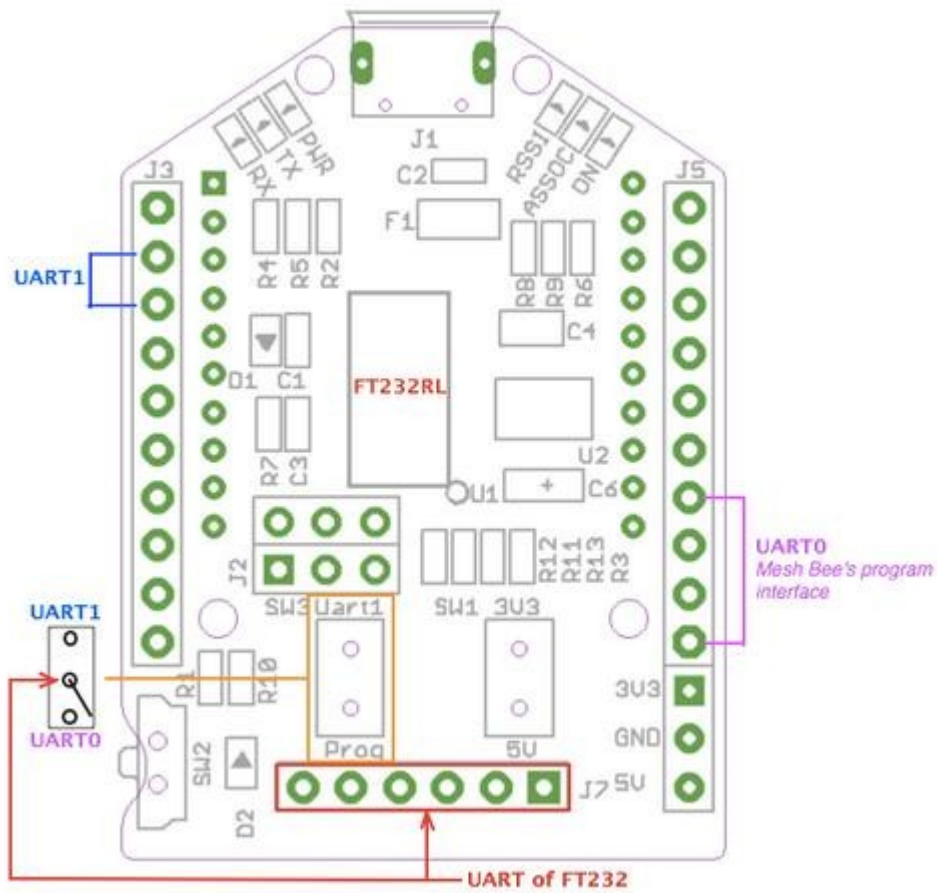 J1
RX
TX
PWR
RSSI
ASSOC
ON
J3
J5
C2
F1
R4
R5
R2
R8
R9
R6
UART1
C4
D1
C1
FT232RL
R7
C3
U2
U1
+
C6
J2
R12
R11
R13
R3
UART0
Mesh Bee's program
interface
SW3
Uart1
SW1
3V3
UART1
R1
R10
3V3
UART0
GND
SW2
Prog
5V
D2
J7
5V
UART of FT232